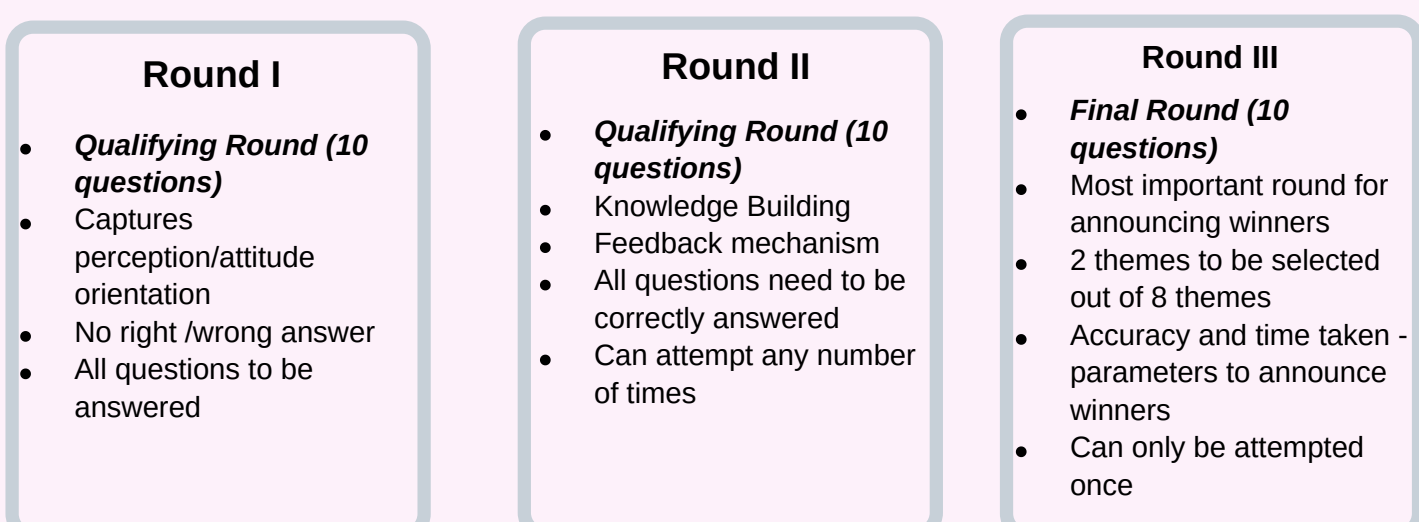 Round I
Qualifying Round (10
questions)
Captures
perception/attitude
orientation
No right /wrong answer
All questions to be
answered
Round II
Qualifying Round (10
questions)
Knowledge Building
Feedback mechanism
All questions need to be
correctly answered
Can attempt any number
of times
Round III
Final Round (10
questions)
Most important round for
announcing winners
2 themes to be selected
out of 8 themes
Accuracy and time taken -
parameters to announce
winners
Can only be attempted
once